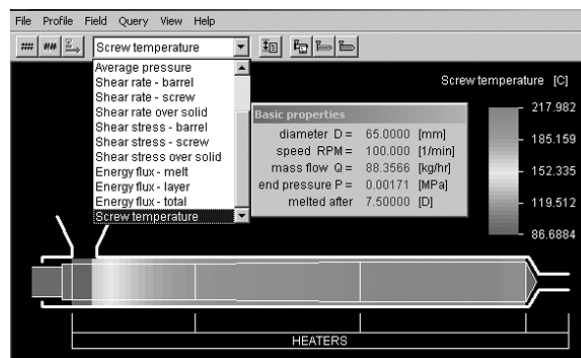 File Profile Field Query View Help
Screw temperature
Average pressure
Shear rate - barrel
Shear rate - screw
Shear rate over solid
Shear stress - barrel
Shear stress - screw
Shear stress over solid
Energy flux - melt
Energy flux - layer
Energy flux - total
Screw temperature
Basic properties
diameter D = 65.0000 [mm]
speed RPM = 100.000 [1/min]
mass flow Q = 88.3566 [kg/hr]
end pressure P = 0.00171 [MPa]
melted after 7.50000 [D]
Screw temperature [C]
217.982
185.159
152.335
119.512
86.6884
HEATERS